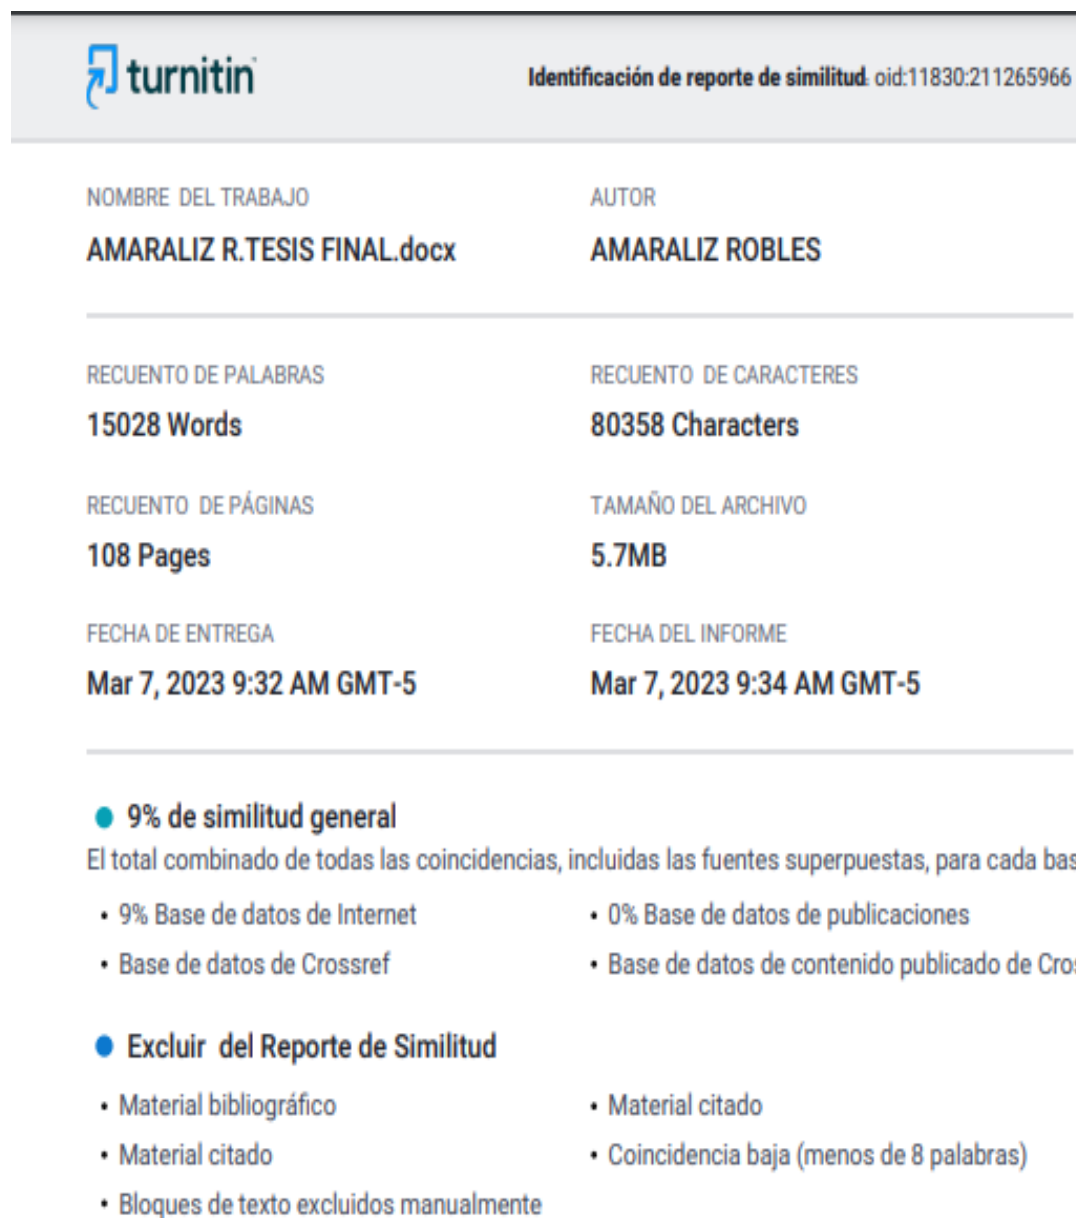 turnitin
Identificación de reporte de similitud: oid:11830:211265966
NOMBRE DEL TRABAJO
AMARALIZ R.TESIS FINAL.docx
AUTOR
AMARALIZ ROBLES
RECUENTO DE PALABRAS
15028 Words
RECUENTO DE CARACTERES
80358 Characters
RECUENTO DE PÁGINAS
108 Pages
TAMAÑO DEL ARCHIVO
5.7MB
FECHA DE ENTREGA
Mar 7, 2023 9:32 AM GMT-5
FECHA DEL INFORME
Mar 7, 2023 9:34 AM GMT-5
9% de similitud general
El total combinado de todas las coincidencias, incluidas las fuentes superpuestas, para cada bas
• 9% Base de datos de Internet
• 0% Base de datos de publicaciones
• Base de datos de Crossref
• Base de datos de contenido publicado de Cros
Excluir del Reporte de Similitud
• Material bibliográfico
• Material citado
• Material citado
• Coincidencia baja (menos de 8 palabras)
• Bloques de texto excluidos manualmente